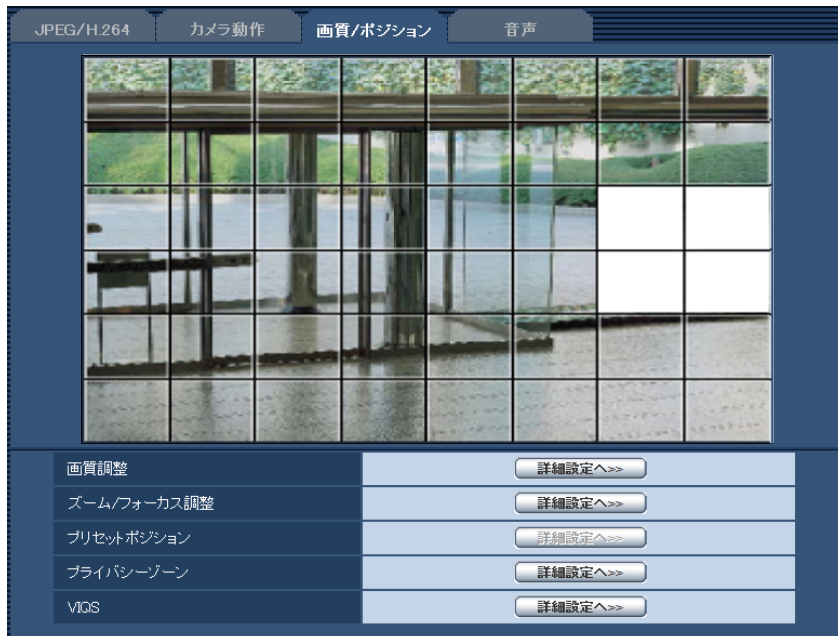 JPEG/H.264 カメラ動作 画質/ポジション 音声
画質調整 詳細設定へ>>
ズーム/フォーカス調整 詳細設定へ>>
プリセットポジション 詳細設定へ>>
プライバシーゾーン 詳細設定へ>>
VIQS 詳細設定へ>>